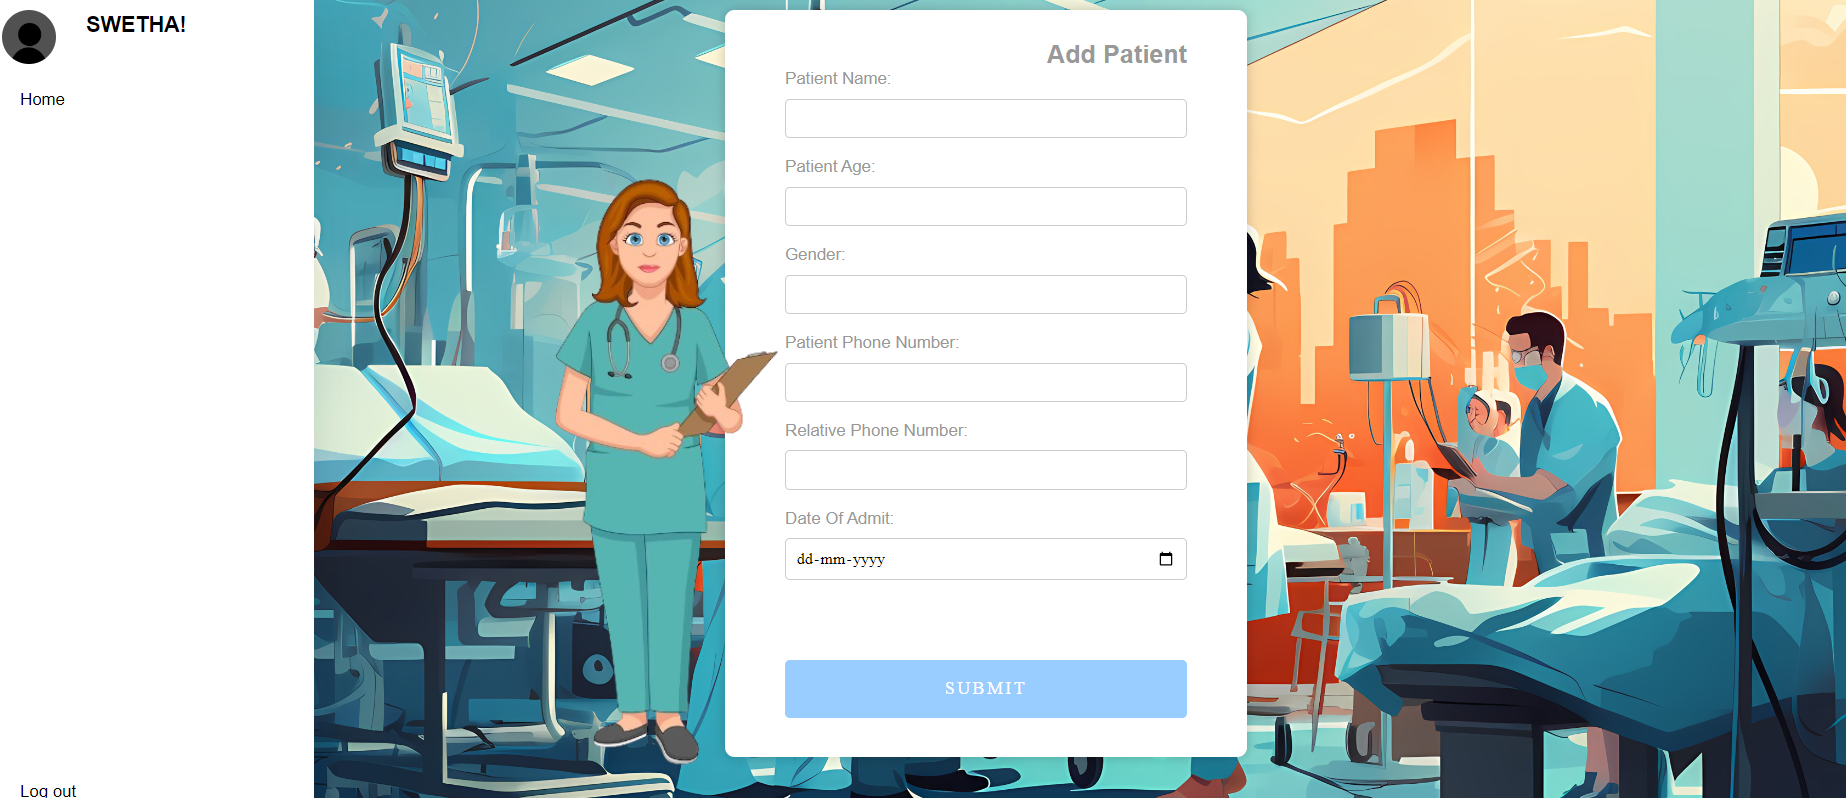 SWETHA!
Home
Log out
Add Patient
Patient Name:
Patient Age:
Gender:
Patient Phone Number:
Relative Phone Number:
Date Of Admit:
dd-mm-yyyy
SUBMIT